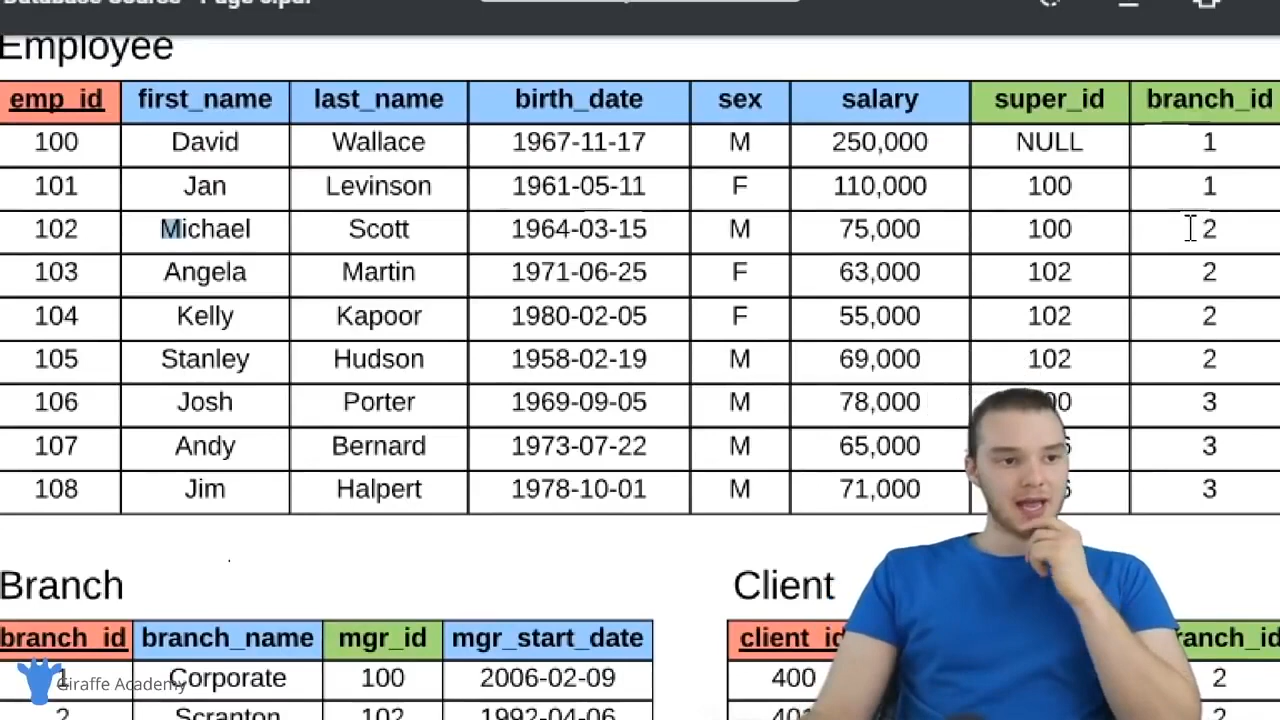 Employee
emp_id first_name last_name birth_date sex salary super_id branch_id
100 David Wallace 1967-11-17 M 250,000 NULL 1
101 Jan Levinson 1961-05-11 F 110,000 100 1
102 Michael Scott 1964-03-15 M 75,000 100 2
103 Angela Martin 1971-06-25 F 63,000 102 2
104 Kelly Kapoor 1980-02-05 F 55,000 102 2
105 Stanley Hudson 1958-02-19 M 69,000 102 2
106 Josh Porter 1969-09-05 M 78,000 3
107 Andy Bernard 1973-07-22 M 65,000 3
108 Jim Halpert 1978-10-01 M 71,000 3
Branch Client
branch_id branch_name mgr_id mgr_start_date
1 Corporate 100 2006-02-09 400 2
Giraffe Academy
2 Scranton 102 1992-04-06